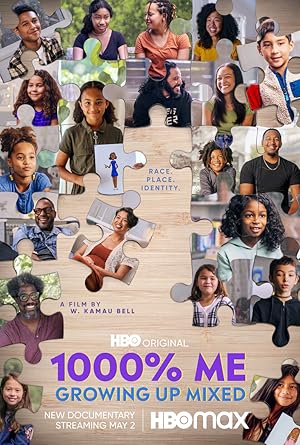 RACE.
PLACE.
IDENTITY.
A FILM BY
W. KAMAU BELL
HBO ORIGINAL
1000% ME
GROWING UP MIXED
NEW DOCUMENTARY
STREAMING MAY 2
HBOMAX